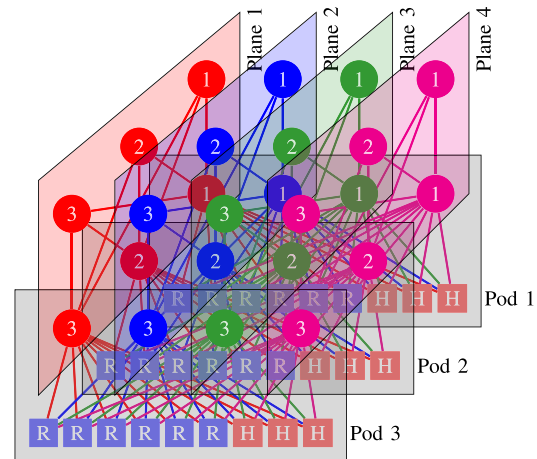 Plane 1
Plane 2
Plane 3
Plane 4
1 1 1 1
2 2 2 2
1 1 1 1
3 3 3 3
2 2 2 2
R R R R R R H H H Pod 1
3 3 3 3
R R R R R R H H H Pod 2
R R R R R R H H H Pod 3